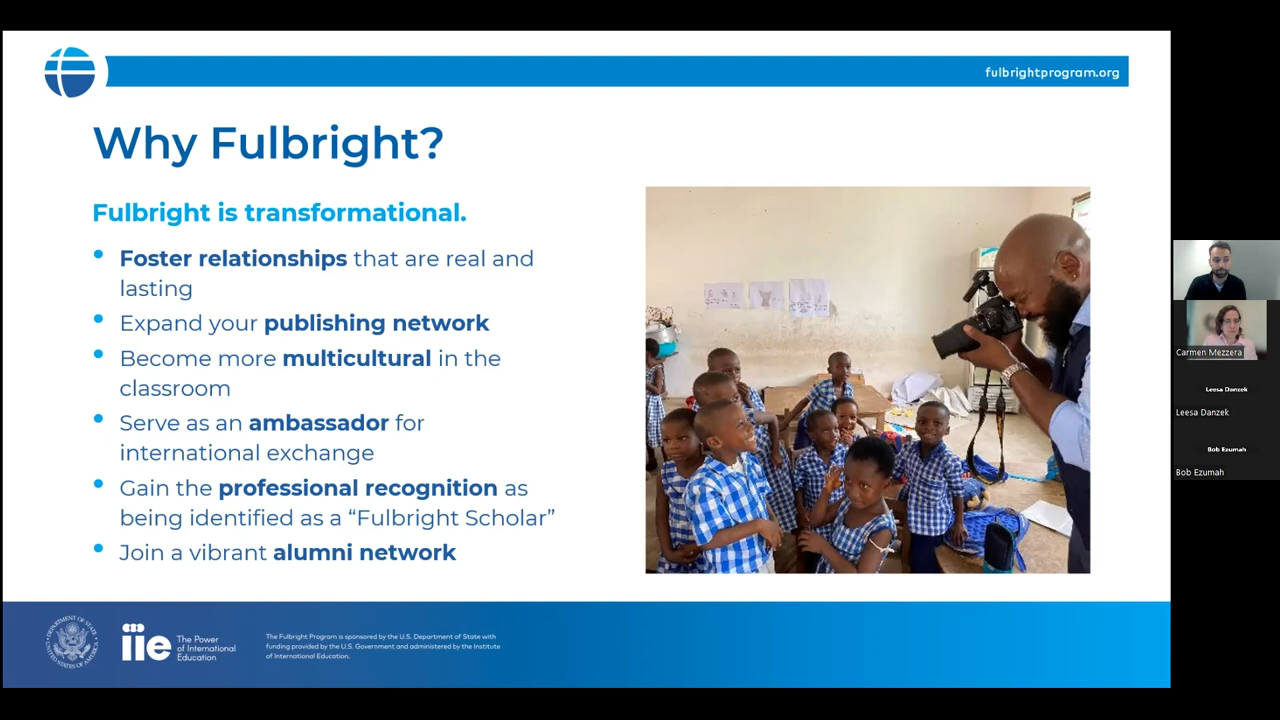 fulbrightprogram.org
Why Fulbright?
Fulbright is transformational.
• Foster relationships that are real and
lasting
• Expand your publishing network
• Become more multicultural in the
classroom
• Serve as an ambassador for
international exchange
• Gain the professional recognition as
being identified as a “Fulbright Scholar”
• Join a vibrant alumni network
iie
The Power
of International
Education
The Fulbright Program is sponsored by the U.S. Department of State with
funding provided by the U.S. Government and administered by the Institute
of International Education.
Carmen Mezzera
Leesa Danzek
Leesa Danzek
Bob Ezumah
Bob Ezumah